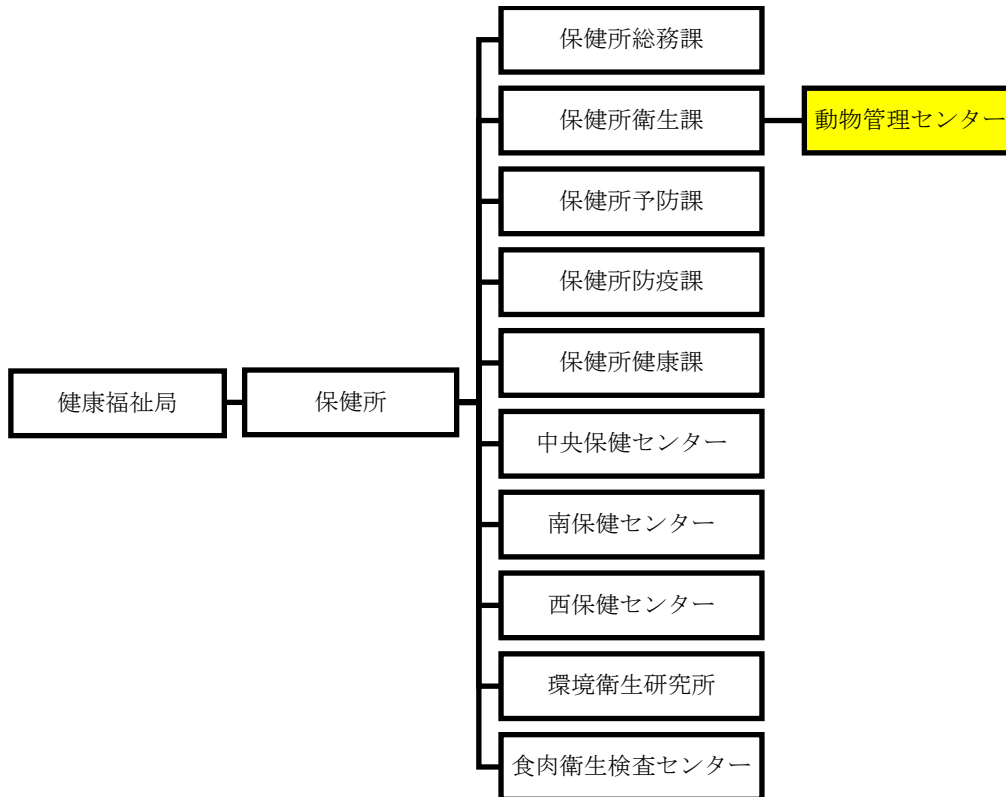 保健所総務課
保健所衛生課
動物管理センター
保健所予防課
保健所防疫課
保健所健康課
健康福祉局
保健所
中央保健センター
南保健センター
西保健センター
環境衛生研究所
食肉衛生検査センター